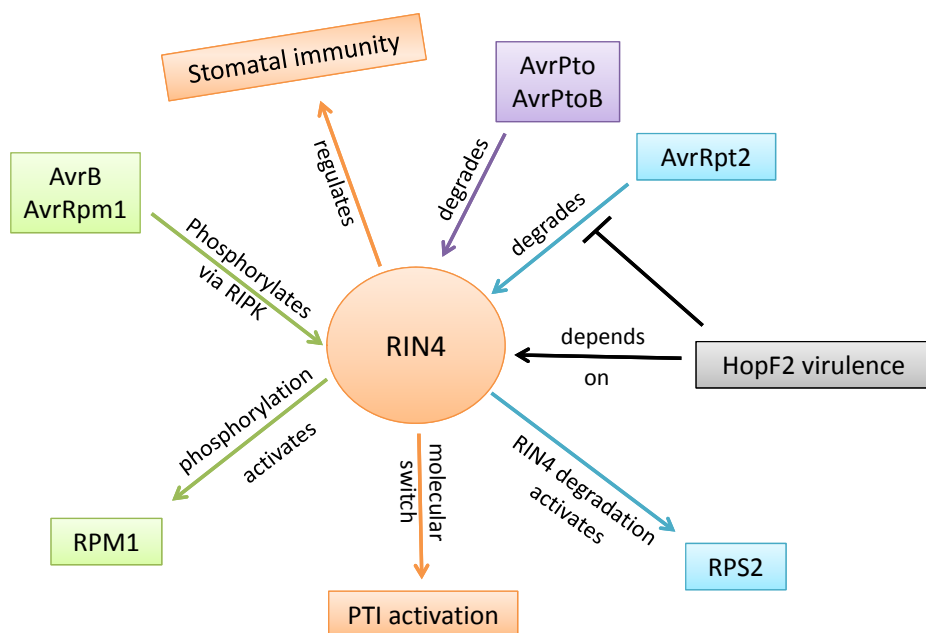 Stomatal immunity
AvrPto
AvrPtoB
AvrRpt2
AvrB
AvrRpm1
regulates
degrades
degrades
Phosphorylates
via RIPK
RIN4
depends
on
HopF2 virulence
phosphorylation
activates
molecular
switch
RIN4 degradation
activates
RPM1
PTI activation
RPS2